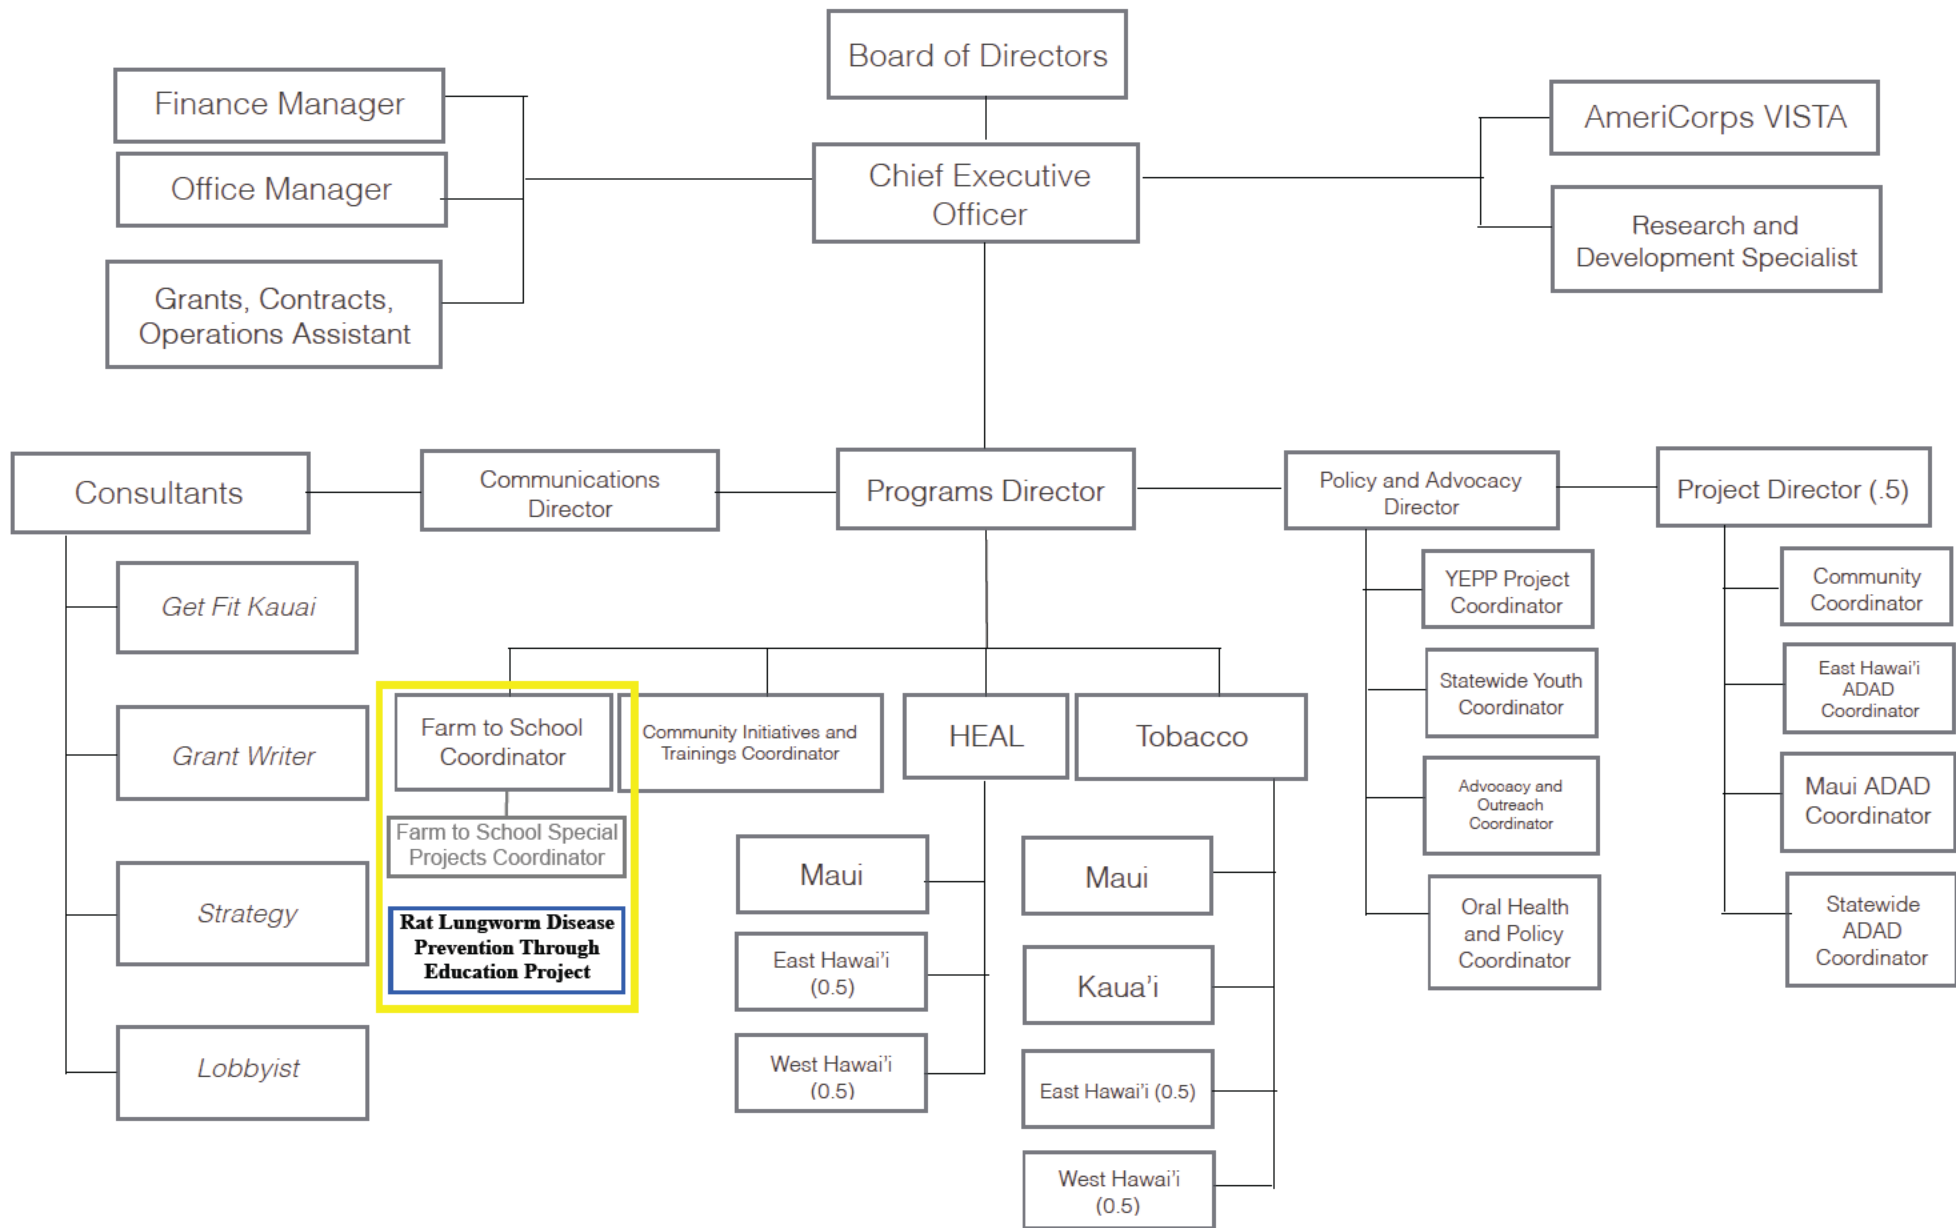 Board of Directors
Finance Manager
AmeriCorps VISTA
Office Manager
Chief Executive
Officer
Research and
Development Specialist
Grants, Contracts,
Operations Assistant
Consultants
Communications
Director
Programs Director
Policy and Advocacy
Director
Project Director (.5)
Get Fit Kauai
Grant Writer
Strategy
Lobbyist
Farm to School
Coordinator
Farm to School Special
Projects Coordinator
Rat Lungworm Disease
Prevention Through
Education Project
Community Initiatives and
Trainings Coordinator
HEAL
Maui
East Hawai’i
(0.5)
West Hawai’i
(0.5)
Tobacco
Maui
Kaua’i
East Hawai’i (0.5)
West Hawai’i
(0.5)
YEPP Project
Coordinator
Statewide Youth
Coordinator
Advocacy and
Outreach
Coordinator
Oral Health
and Policy
Coordinator
Community
Coordinator
East Hawai’i
ADAD
Coordinator
Maui ADAD
Coordinator
Statewide
ADAD
Coordinator